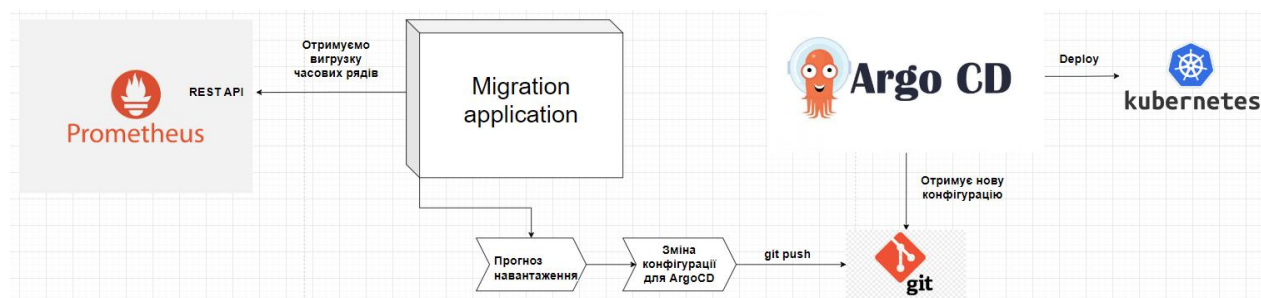 Prometheus
REST API
Отримуємо
вигрузку
часових рядів
Migration
application
Argo CD
Deploy
kubernetes
Отримує нову
конфігурацію
Прогноз
навантаження
Зміна
конфігурації
для ArgoCD
git push
git